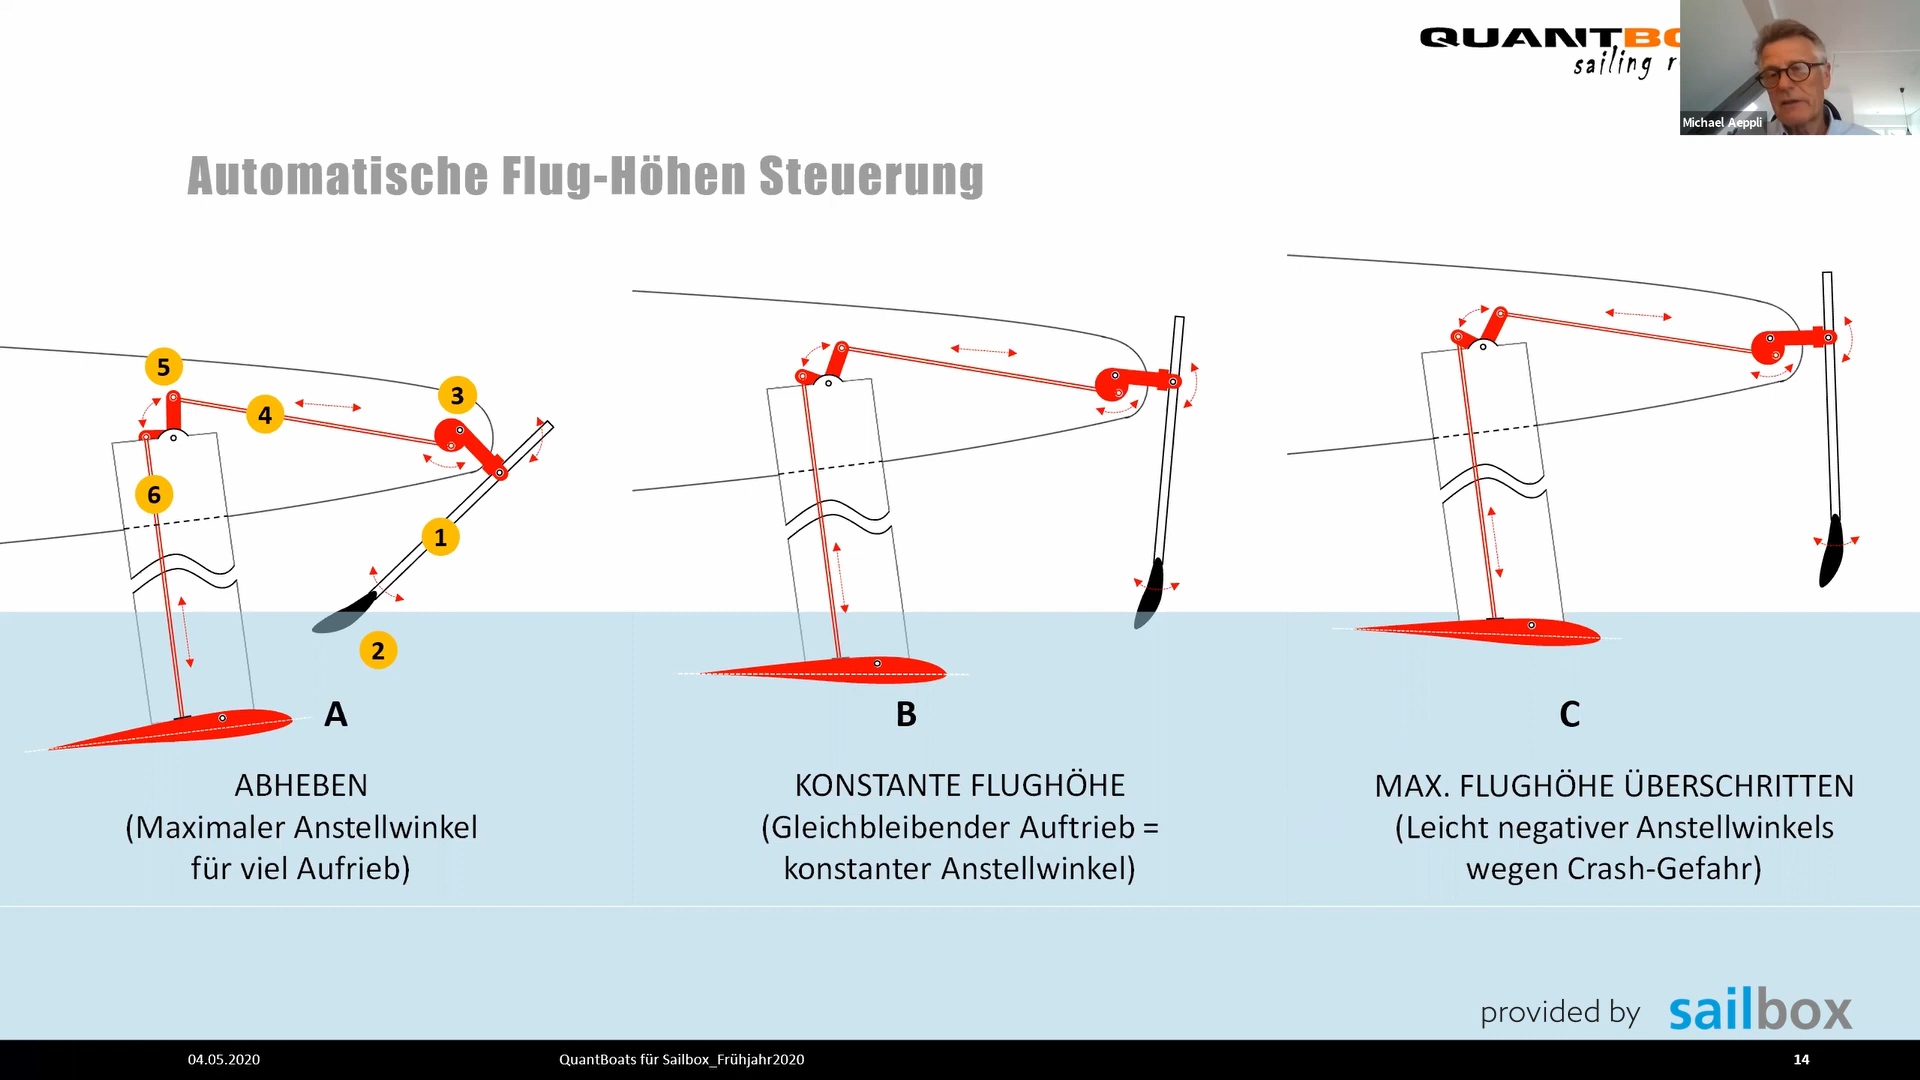 QUANTBO
sailing r
Michael Aeppli
Automatische Flug-Höhen Steuerung
5
3
4
6
1
2
A
B
C
ABHEBEN
(Maximaler Anstellwinkel
für viel Aufrieb)
KONSTANTE FLUGHÖHE
(Gleichbleibender Auftrieb =
konstanter Anstellwinkel)
MAX. FLUGHÖHE ÜBERSCHRITTEN
(Leicht negativer Anstellwinkels
wegen Crash-Gefahr)
provided by sailbox
04.05.2020
QuantBoats für Sailbox_Frühjahr2020
14